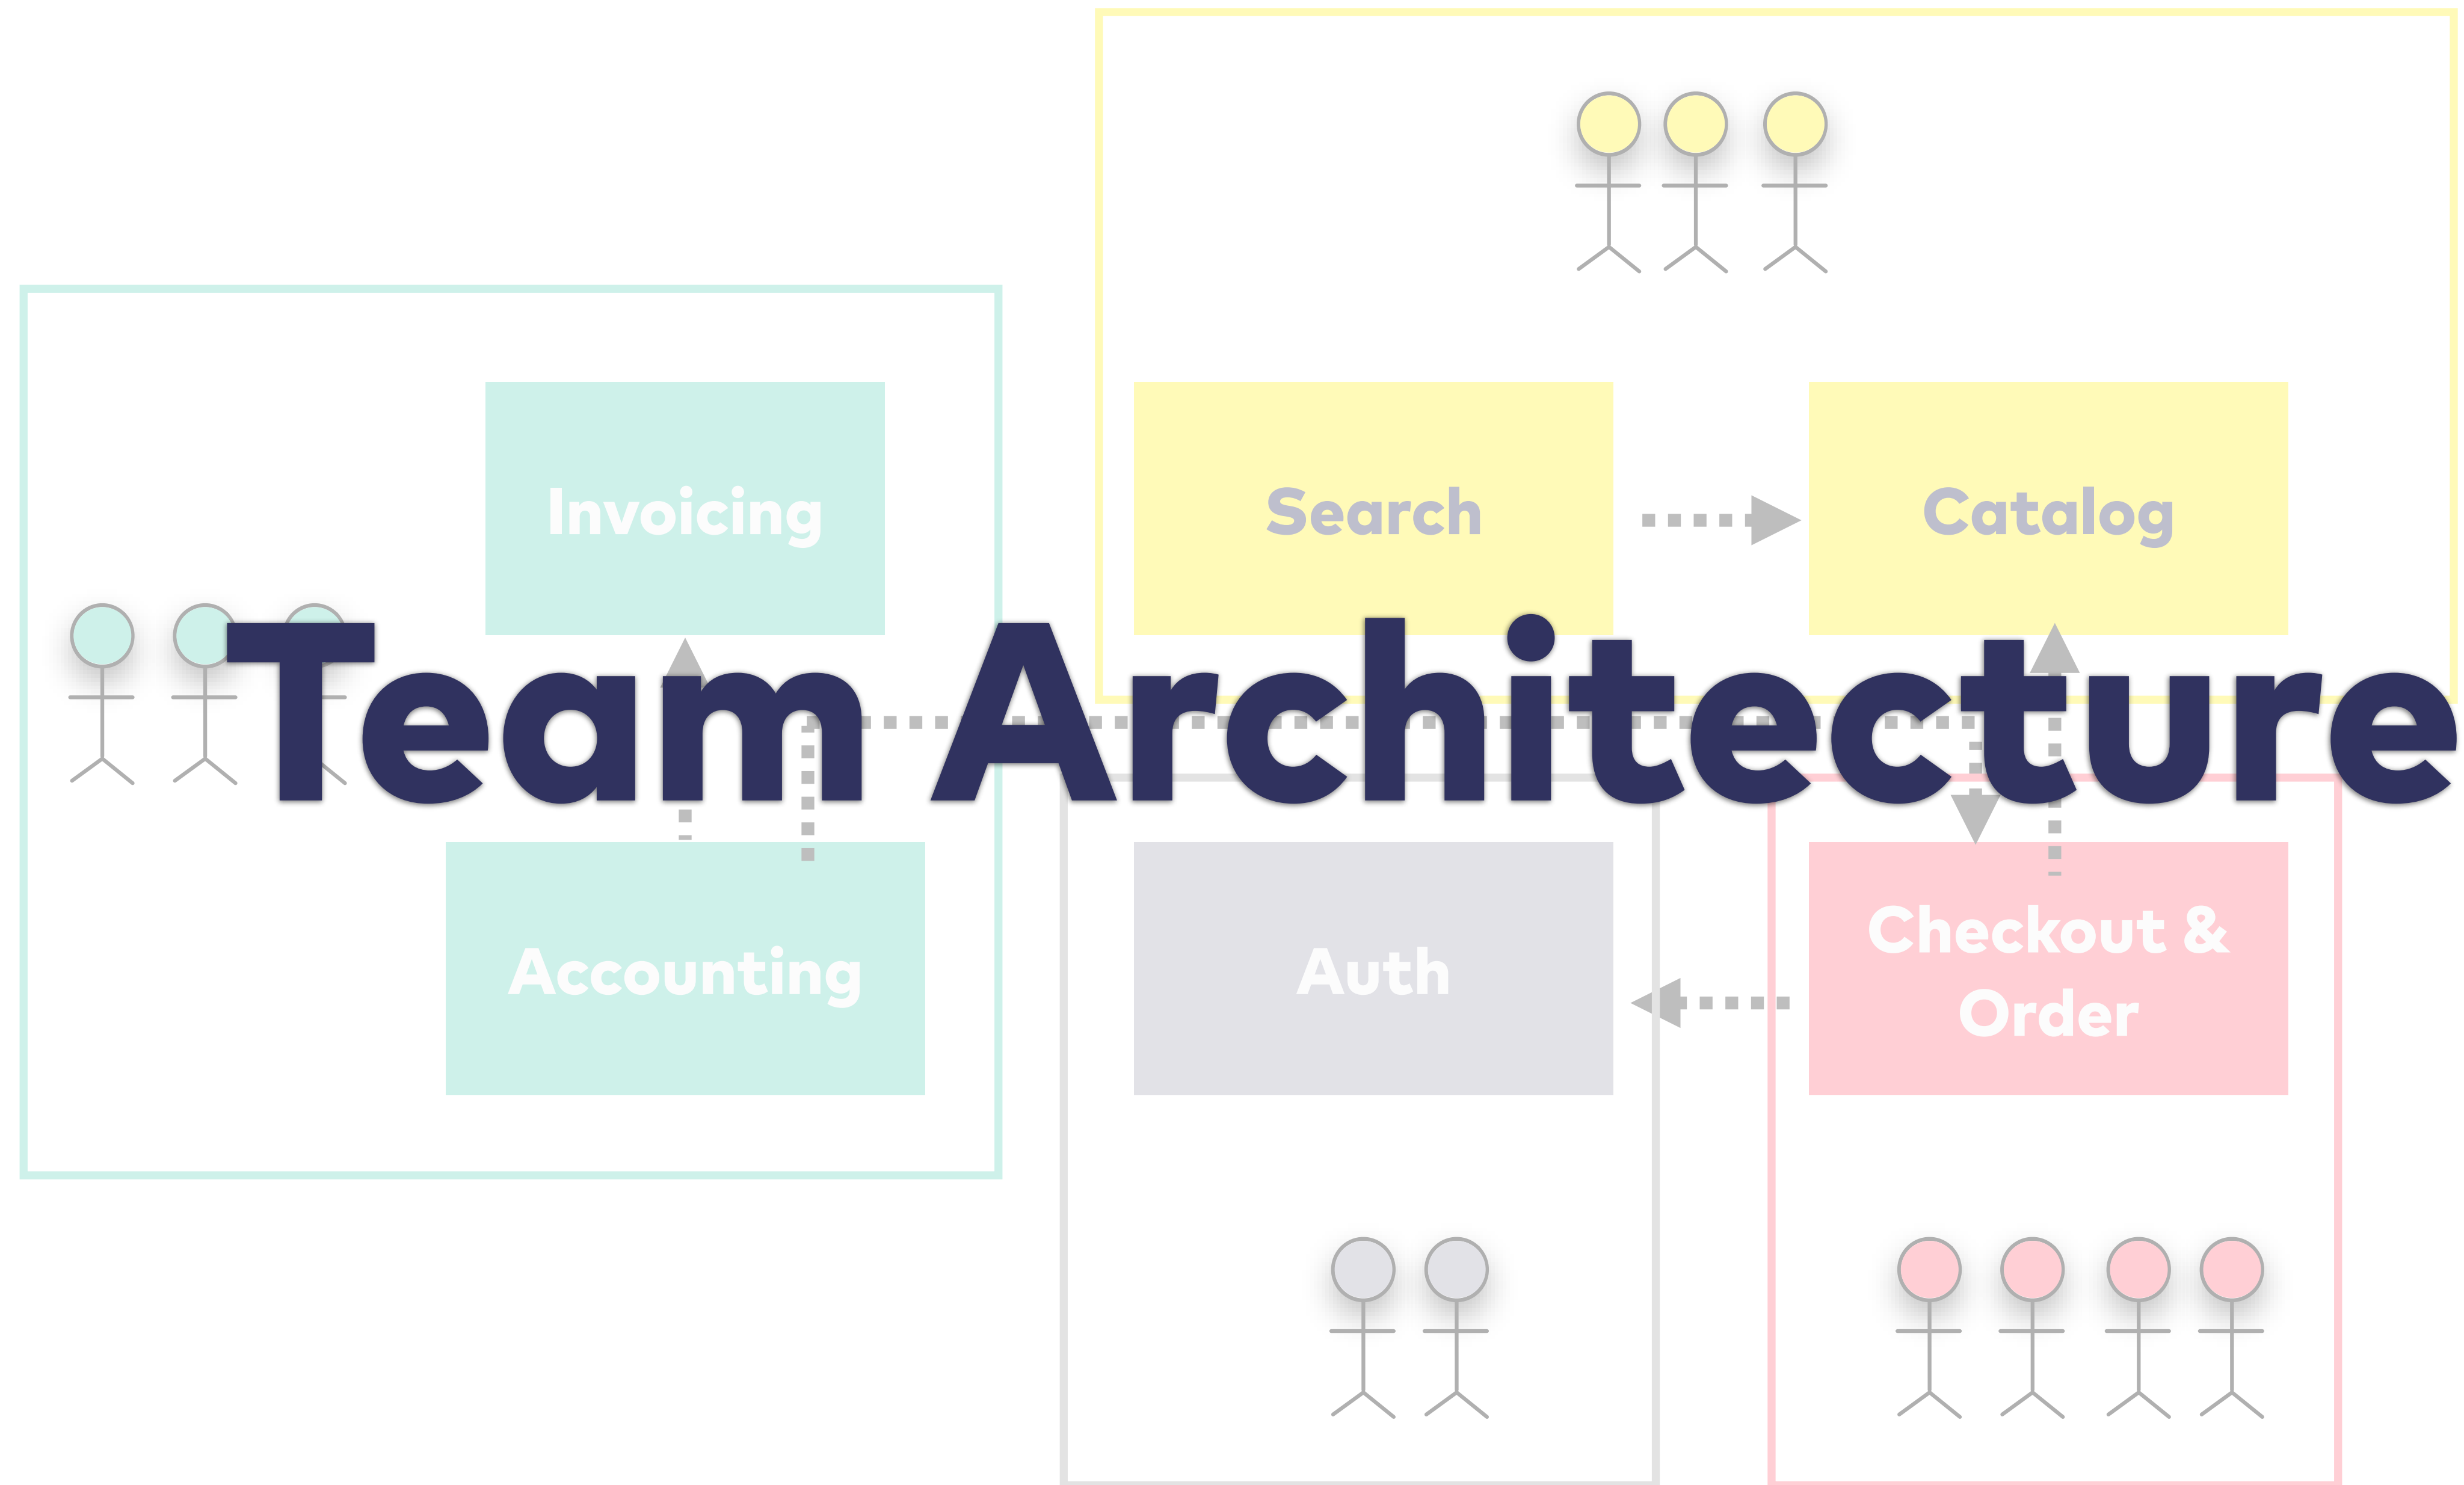 Invoicing
Search
Catalog
Team Architecture
Accounting
Auth
Checkout &
Order